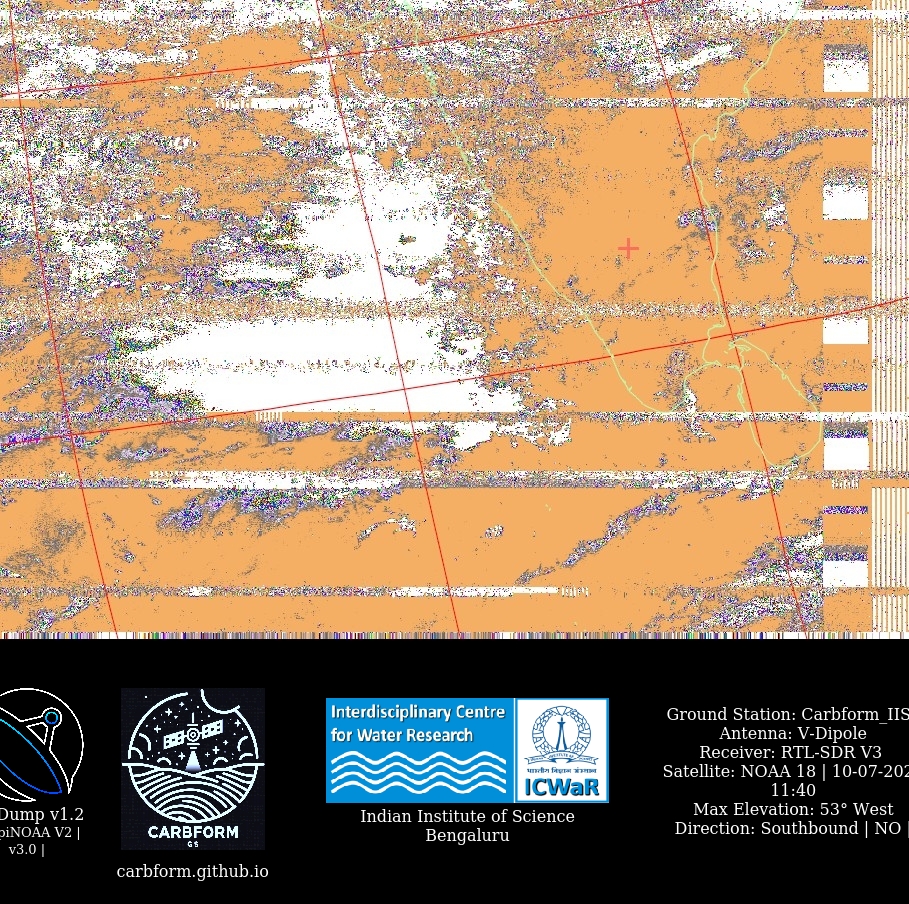 Dump v1.2
piNOAA V2 |
v3.0 |
CARBFORM
GS
carbform.github.io
Interdisciplinary Centre
for Water Research
ICWaR
Indian Institute of Science
Bengaluru
Ground Station: Carbform_IIS
Antenna: V-Dipole
Receiver: RTL-SDR V3
Satellite: NOAA 18 | 10-07-202
11:40
Max Elevation: 53° West
Direction: Southbound | NO |